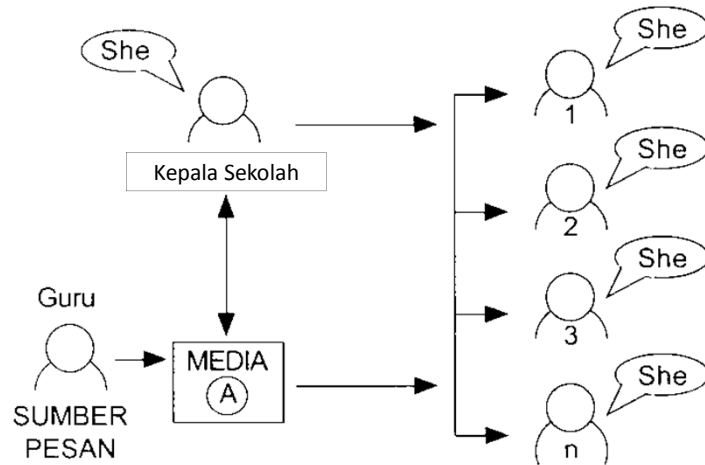 She
Kepala Sekolah
Guru
SUMBER
PESAN
MEDIA
A
She
1
She
2
She
3
She
n